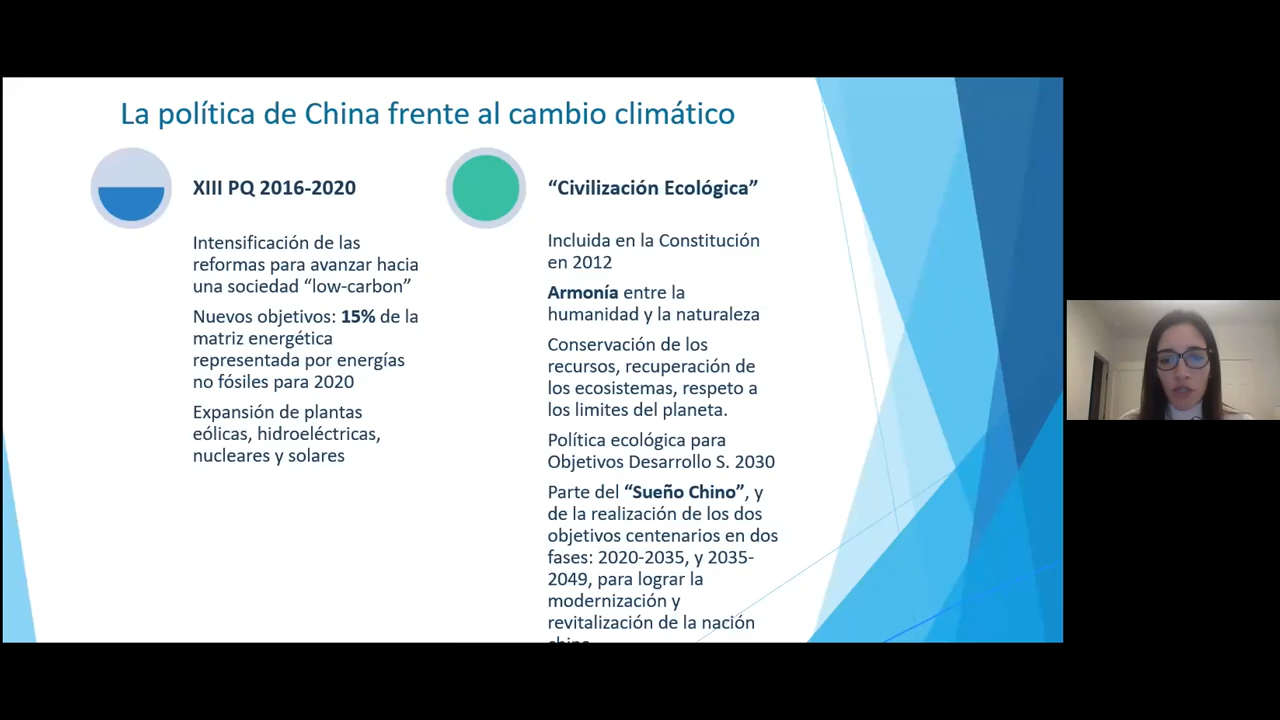 La política de China frente al cambio climático
XIII PQ 2016-2020
Intensificación de las
reformas para avanzar hacia
una sociedad “low-carbon”
Nuevos objetivos: 15% de la
matriz energética
representada por energías
no fósiles para 2020
Expansión de plantas
eólicas, hidroeléctricas,
nucleares y solares
“Civilización Ecológica”
Incluida en la Constitución
en 2012
Armonía entre la
humanidad y la naturaleza
Conservación de los
recursos, recuperación de
los ecosistemas, respeto a
los limites del planeta.
Política ecológica para
Objetivos Desarrollo S. 2030
Parte del “Sueño Chino”, y
de la realización de los dos
objetivos centenarios en dos
fases: 2020-2035, y 2035-
2049, para lograr la
modernización y
revitalización de la nación